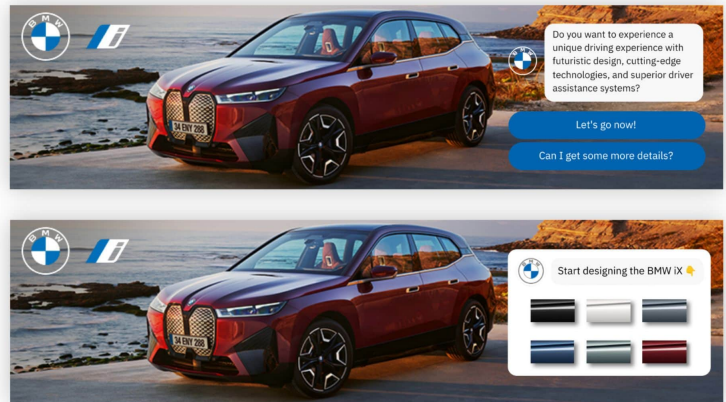 BMW
i
Do you want to experience a
unique driving experience with
futuristic design, cutting-edge
technologies, and superior driver
assistance systems?
BMW
Let's go now!
Can I get some more details?
34 ENY 288
BMW
i
BMW
Start designing the BMW iX 👇
34 ENY 288